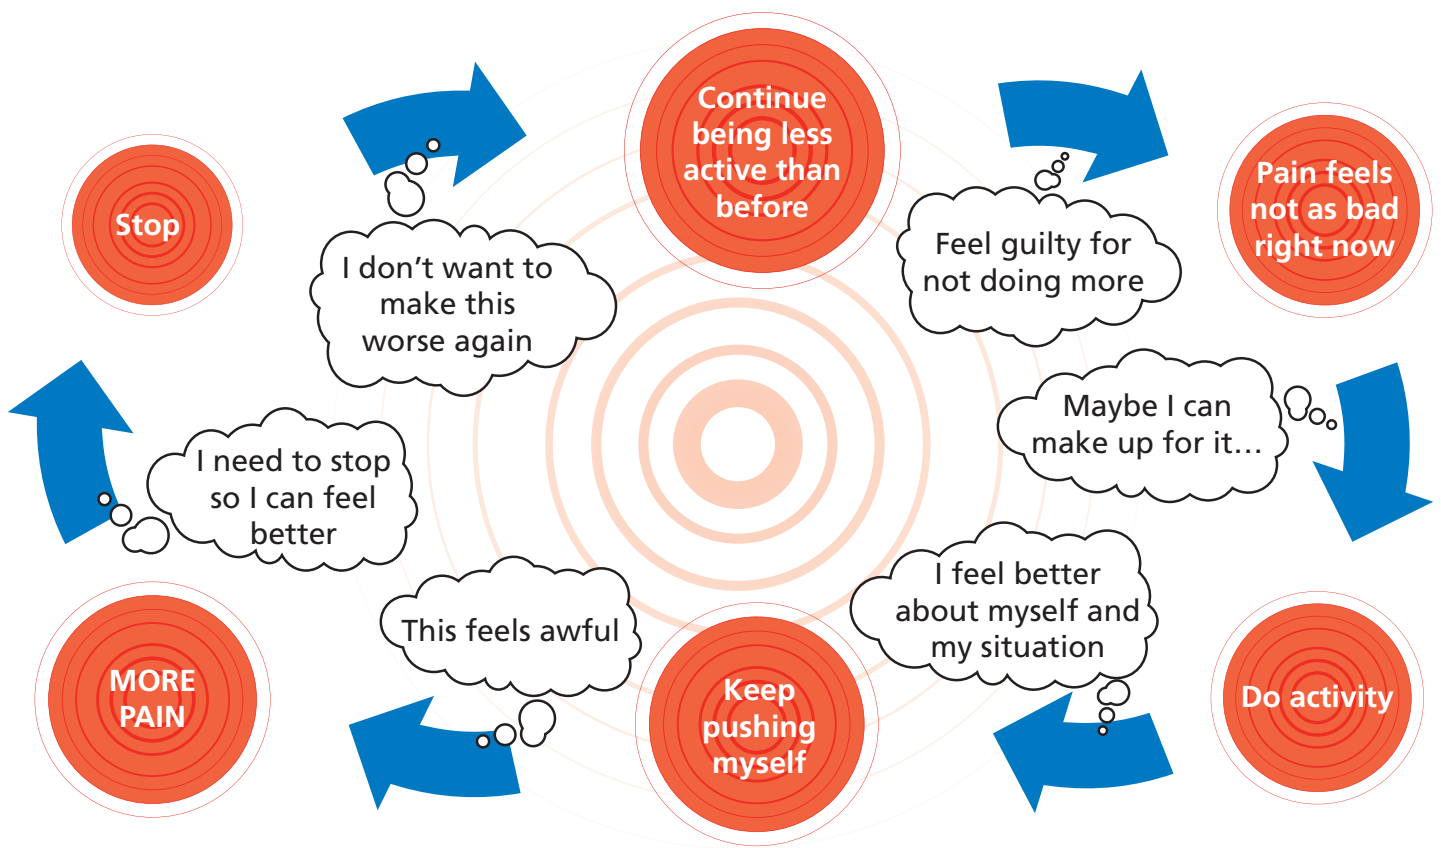 Continue
being less
active than
before
Feel guilty for
not doing more
Pain feels
not as bad
right now
Maybe I can
make up for it…
Do activity
I feel better
about myself and
my situation
Keep
pushing
myself
This feels awful
MORE
PAIN
I need to stop
so I can feel
better
Stop
I don’t want to
make this
worse again